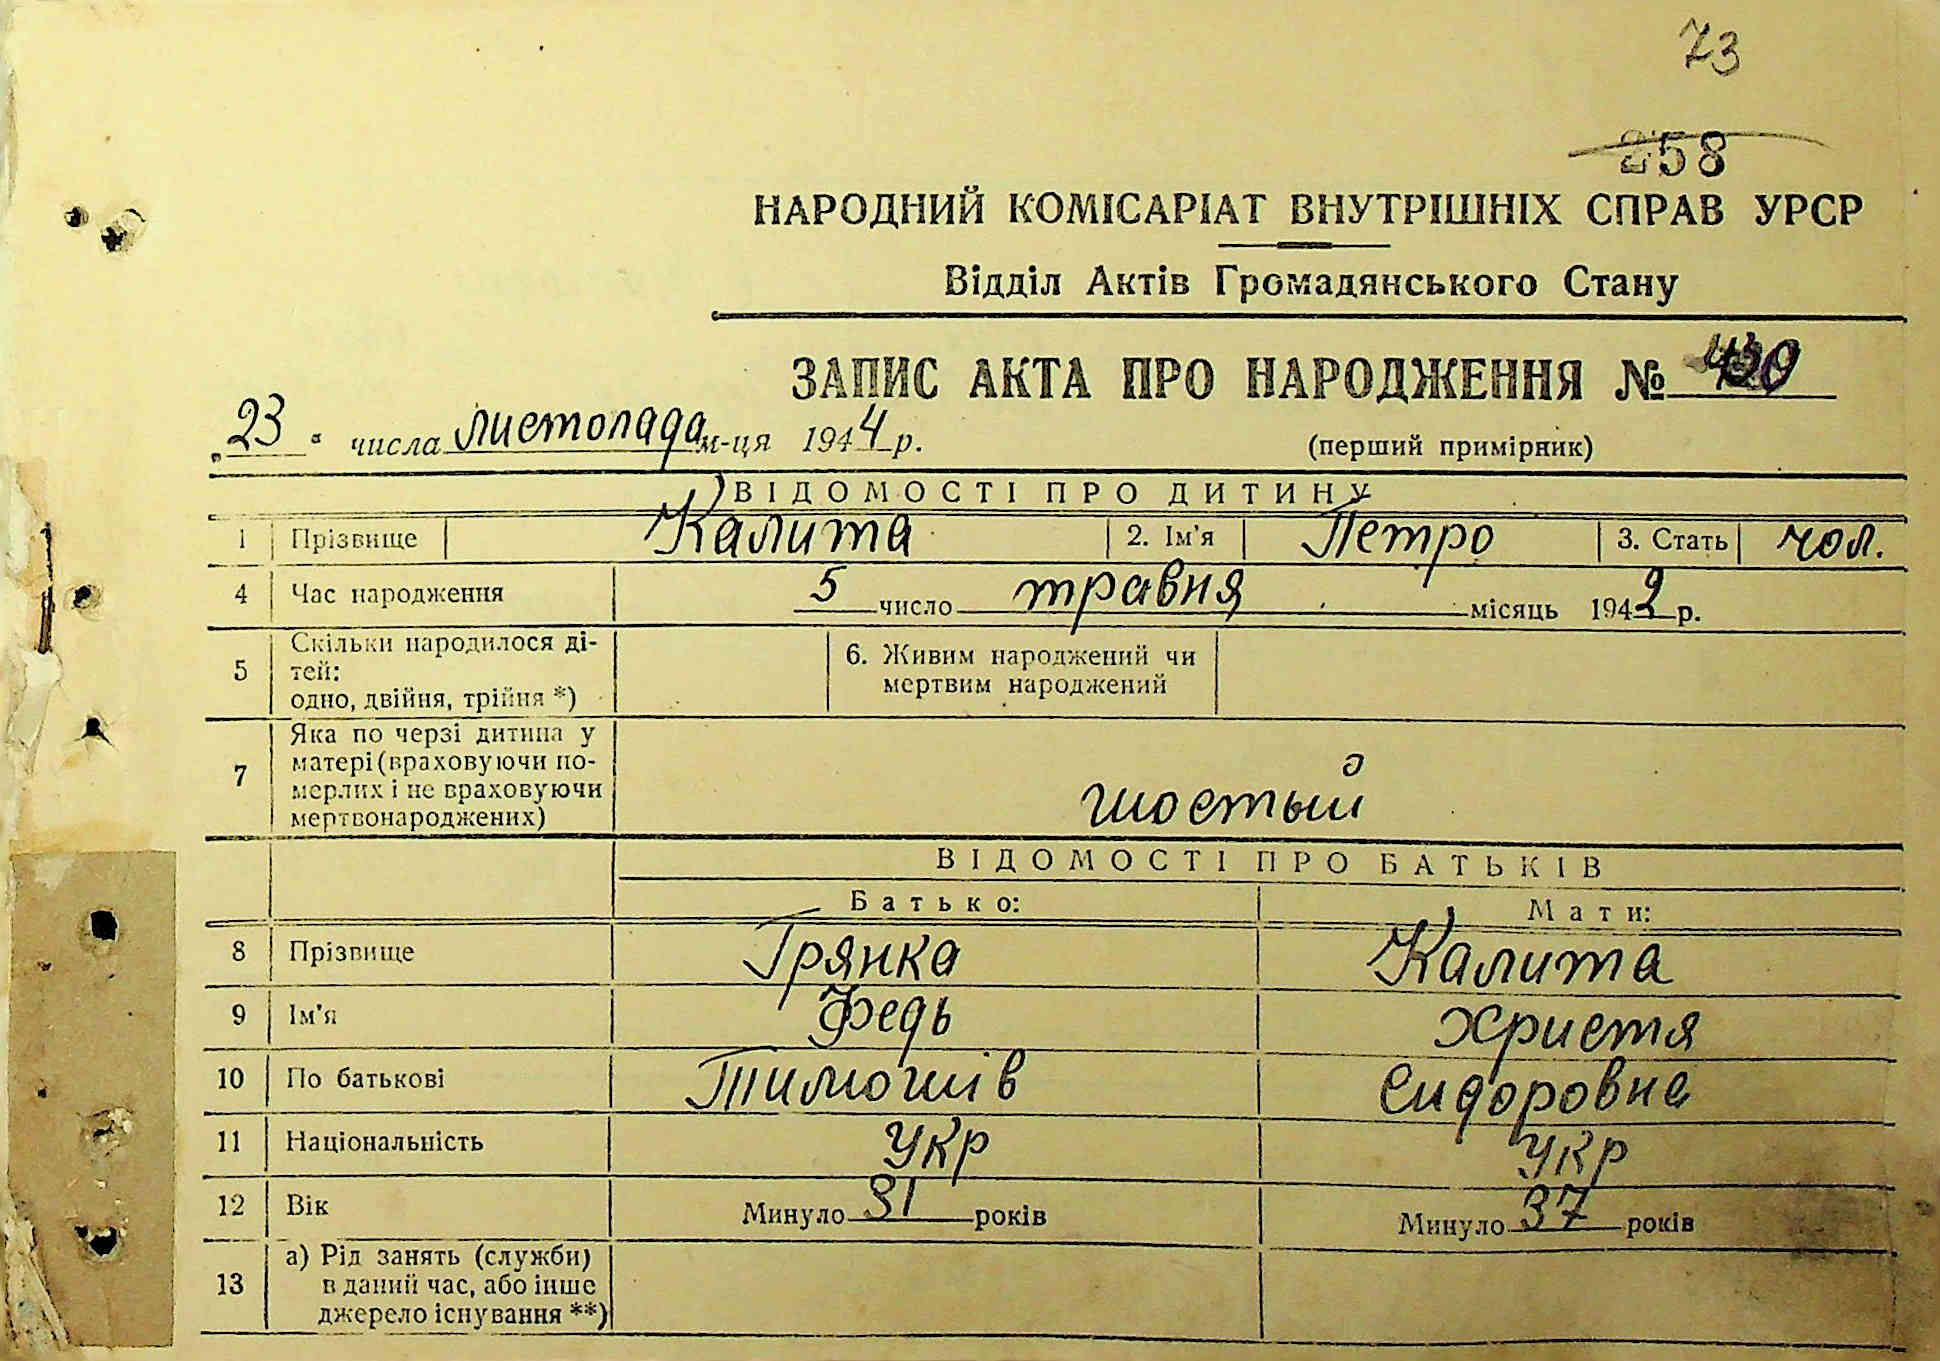 73
258
НАРОДНИЙ КОМІСАРІАТ ВНУТРІШНІХ СПРАВ УРСР
Відділ Актів Громадянського Стану
ЗАПИС АКТА ПРО НАРОДЖЕННЯ №
„23" числа листопада м-ця 1944 р. (перший примірник)
ВІДОМОСТІ ПРО ДИТИНУ
1 Прізвище Калита 2. Ім'я Петро 3. Стать чол.
4 Час народження 5 число травня місяць 1942 р.
5 Скільки народилося ді-
тей:
одно, двійня, трійня *)
6. Живим народжений чи
мертвим народжений
7 Яка по черзі дитина у
матері (враховуючи по-
мерлих і не враховуючи
мертвонароджених)
шостый
ВІДОМОСТІ ПРО БАТЬКІВ
Батько: Мати:
8 Прізвище Грянка Калита
9 Ім'я Федь Христя
10 По батькові Тимошів Сидоровна
11 Національність укр укр
12 Вік Минуло 31 років Минуло 37 років
13 а) Рід занять (служби)
в даний час, або інше
джерело існування **)